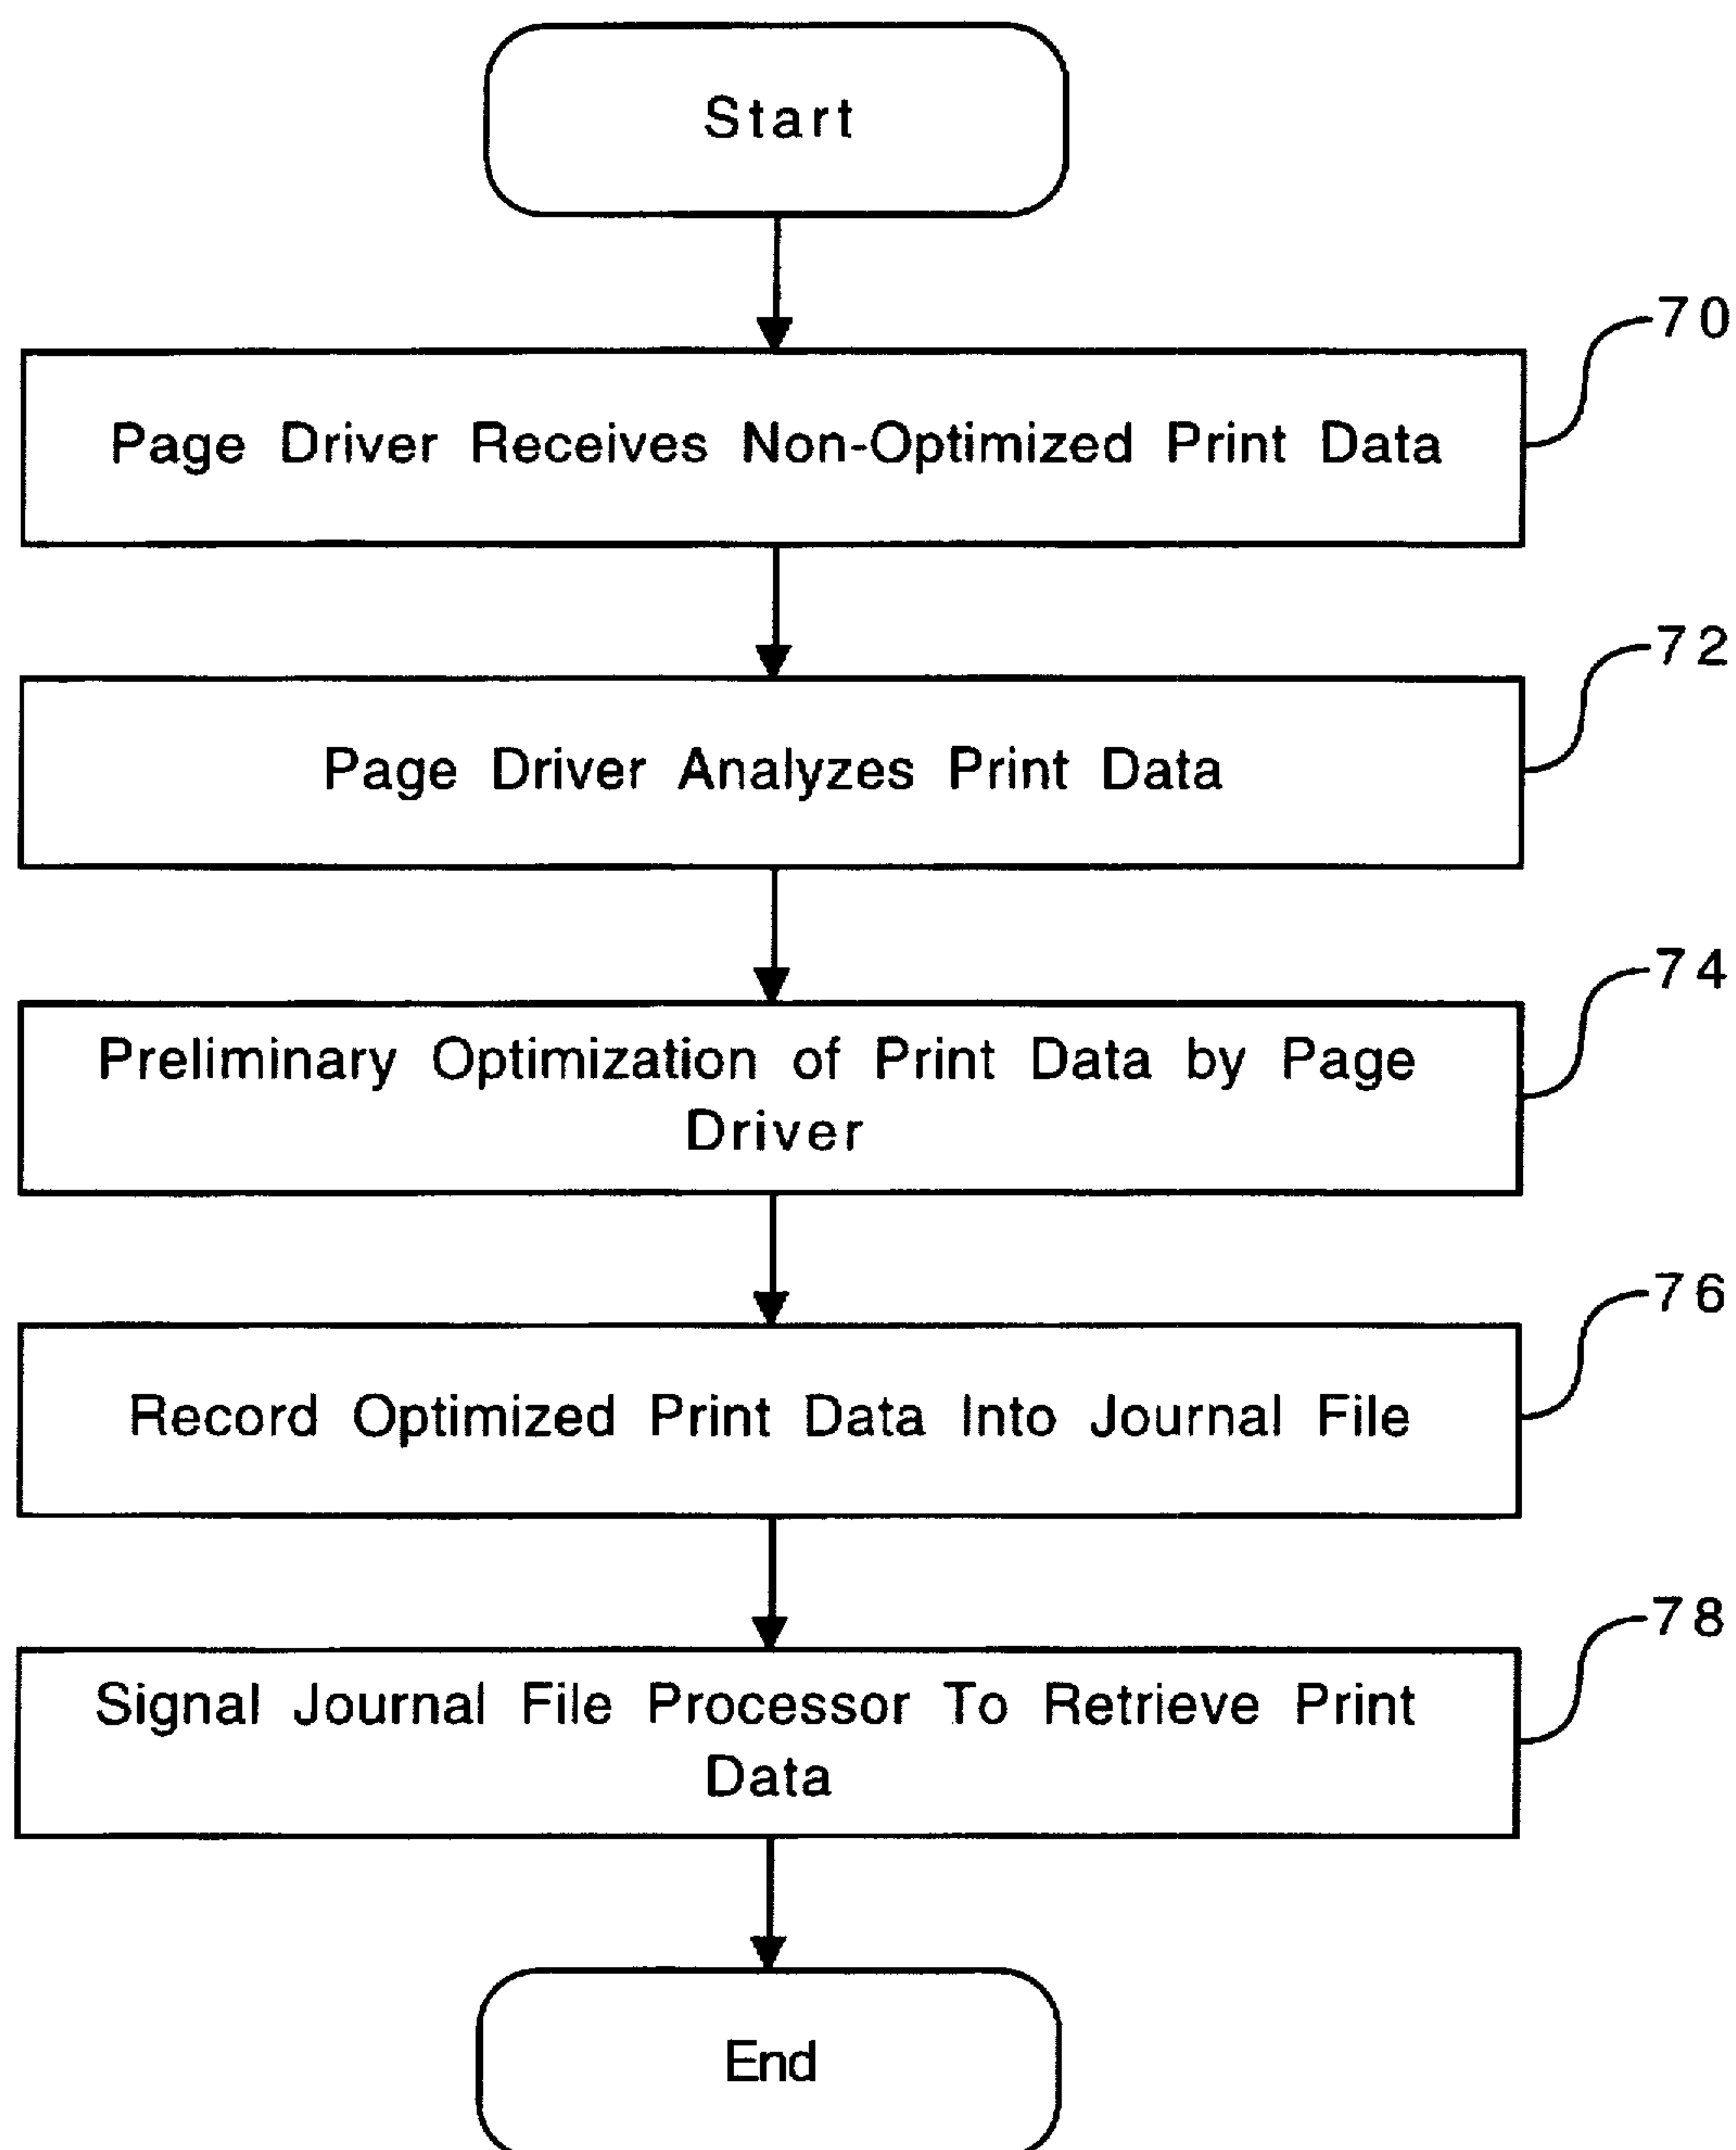 Start
70
Page Driver Receives Non-Optimized Print Data
72
Page Driver Analyzes Print Data
74
Preliminary Optimization of Print Data by Page
Driver
76
Record Optimized Print Data Into Journal File
78
Signal Journal File Processor To Retrieve Print
Data
End